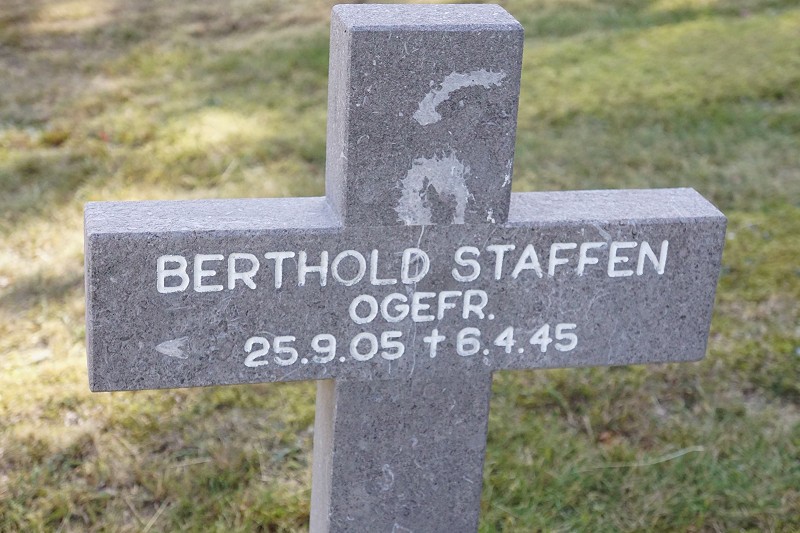 BERTHOLD STAFFEN
OGEFR.
25.9.05 † 6.4.45